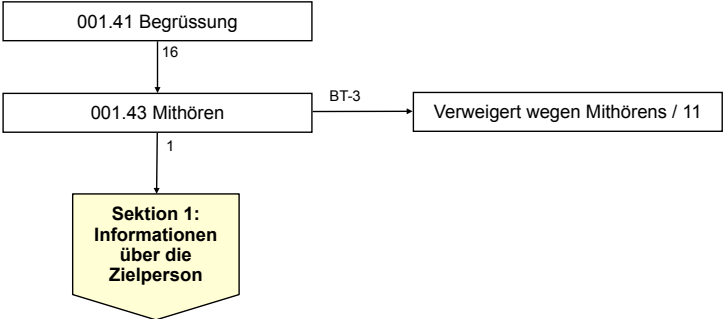 001.41 Begrüssung
16
001.43 Mithören
BT-3
Verweigert wegen Mithörens / 11
1
Sektion 1:
Informationen
über die
Zielperson